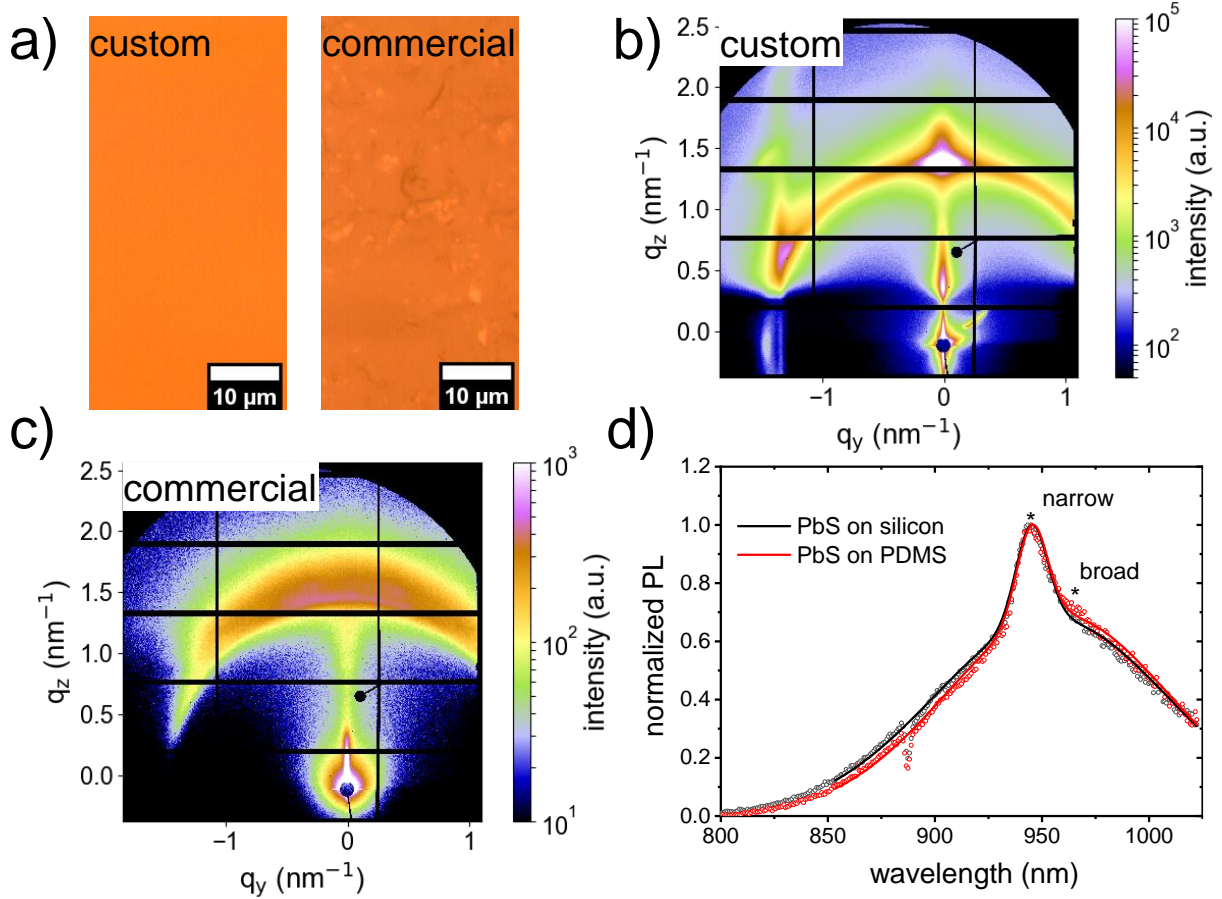 a)
custom
commercial
10 µm
10 µm
b)
custom
q_z (nm⁻¹)
2.5
2.0
1.5
1.0
0.5
0.0
−1
0
1
q_y (nm⁻¹)
10⁵
10⁴
10³
10²
intensity (a.u.)
c)
commercial
q_z (nm⁻¹)
2.5
2.0
1.5
1.0
0.5
0.0
−1
0
1
q_y (nm⁻¹)
10³
10²
10¹
intensity (a.u.)
d)
normalized PL
1.2
1.0
0.8
0.6
0.4
0.2
0.0
PbS on silicon
PbS on PDMS
* narrow
broad
*
800
850
900
950
1000
wavelength (nm)